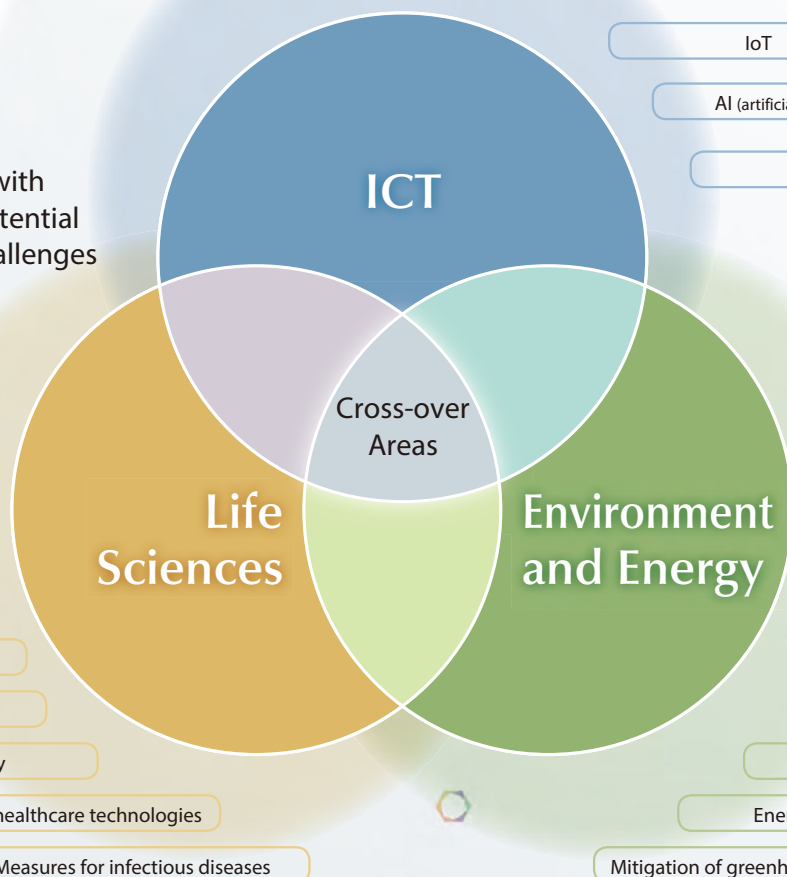 IoT
AI (artificia
with
tential
allenges
ICT
Cross-over
Areas
Life
Sciences
Environment
and Energy
y
healthcare technologies
Ene
Measures for infectious diseases
Mitigation of greenh